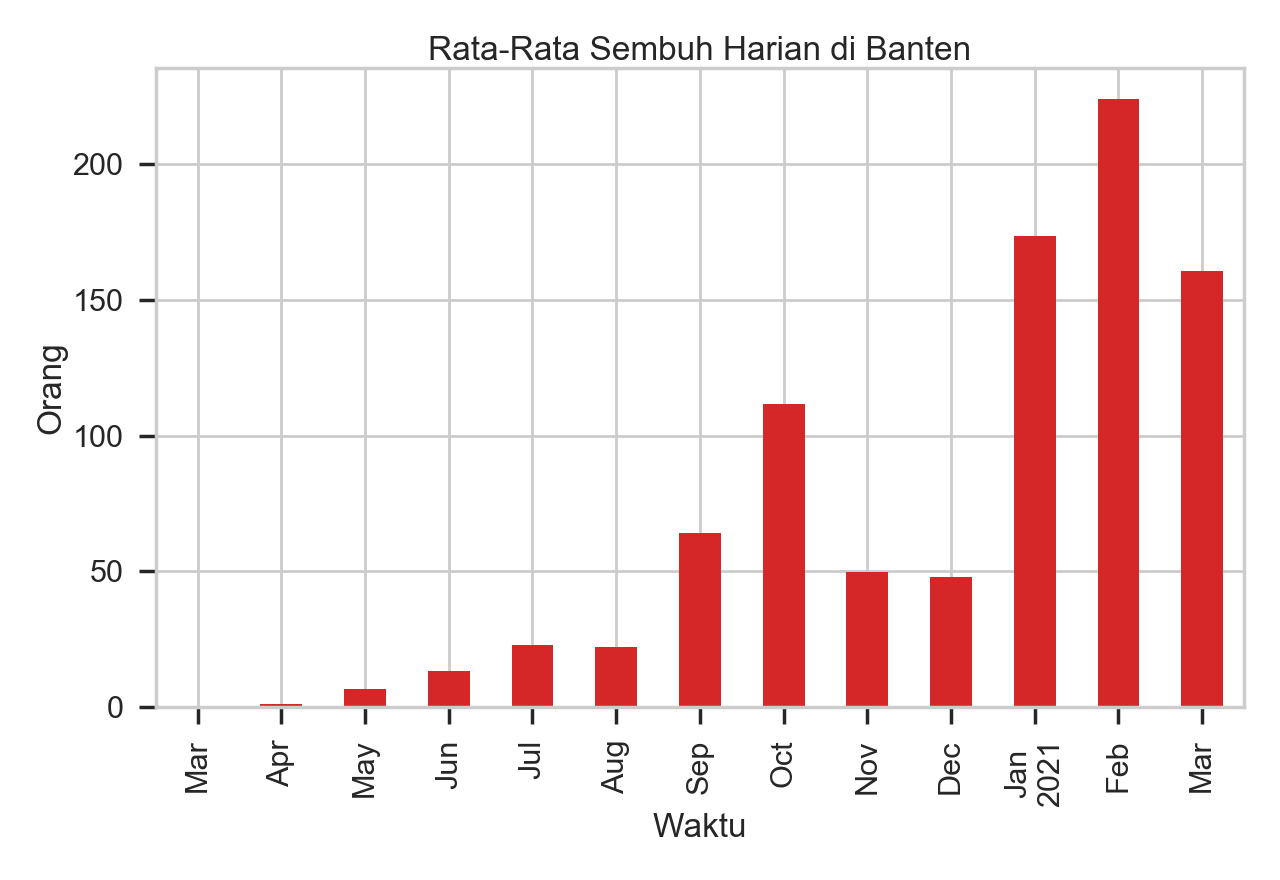 Rata-Rata Sembuh Harian di Banten
Orang
200
150
100
50
0
Mar
Apr
May
Jun
Jul
Aug
Sep
Oct
Nov
Dec
Jan
2021
Feb
Mar
Waktu